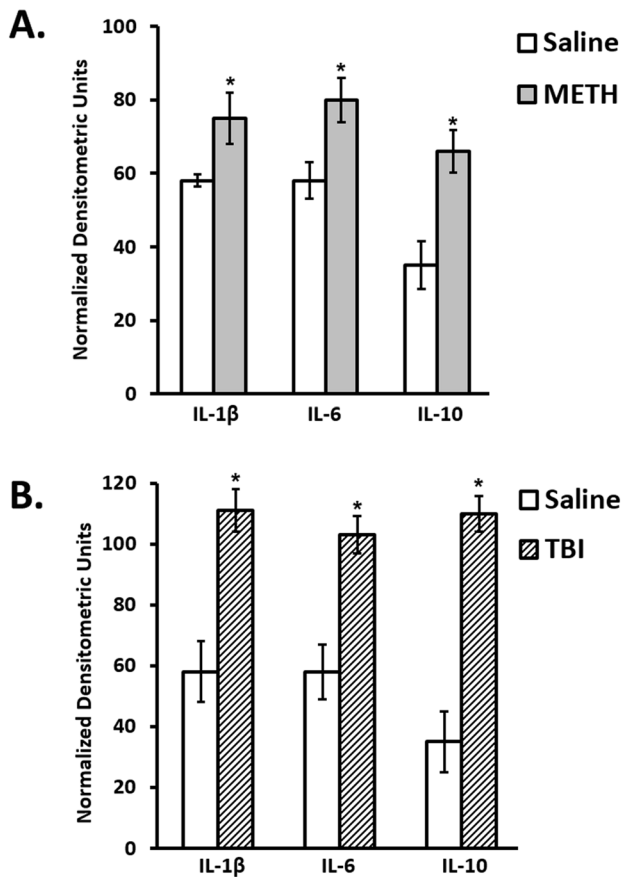 A.
Normalized Densitometric Units
100
80
60
40
20
0
* * *
IL-1β IL-6 IL-10
Saline
METH
B.
Normalized Densitometric Units
120
100
80
60
40
20
0
* * *
IL-1β IL-6 IL-10
Saline
TBI